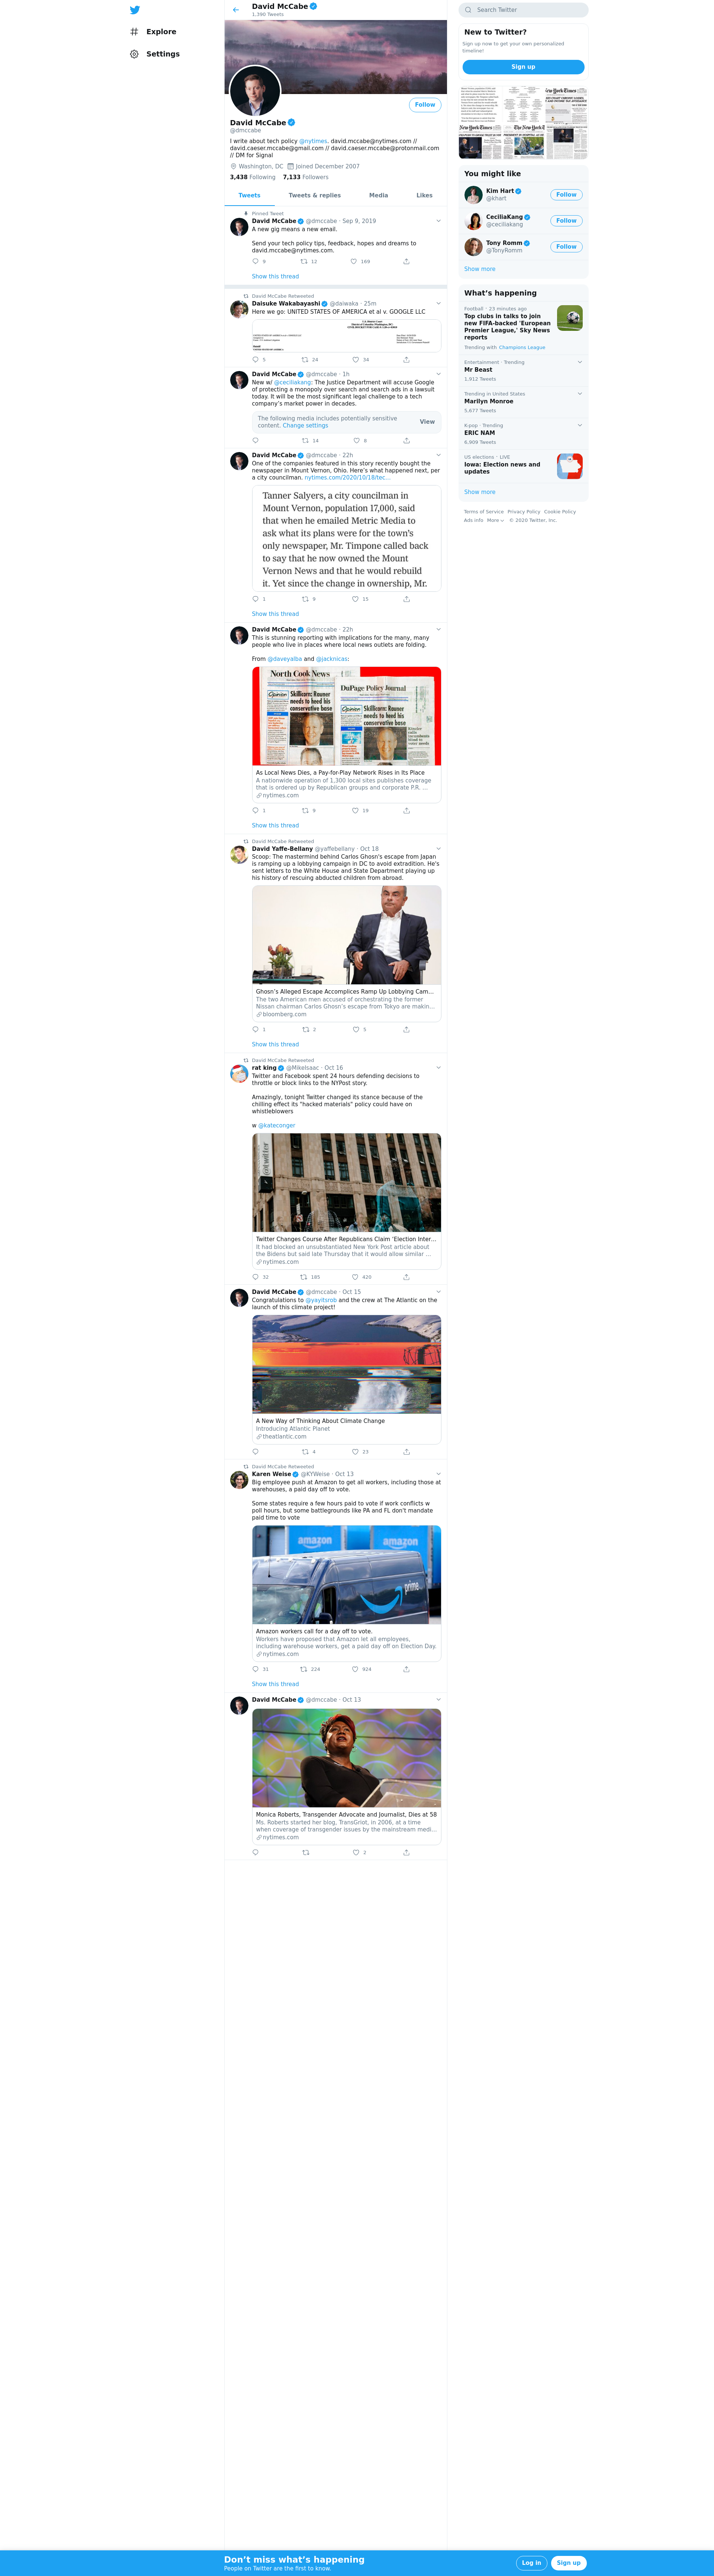 Explore
Settings
David McCabe
1,390 Tweets
Follow
David McCabe
@dmccabe
I write about tech policy @nytimes. david.mccabe@nytimes.com //
david.caeser.mccabe@gmail.com // david.caeser.mccabe@protonmail.com
// DM for Signal
Washington, DC Joined December 2007
3,438 Following 7,133 Followers
Tweets Tweets & replies Media Likes
Pinned Tweet
David McCabe @dmccabe · Sep 9, 2019
A new gig means a new email.
Send your tech policy tips, feedback, hopes and dreams to
david.mccabe@nytimes.com.
9 12 169
Show this thread
David McCabe Retweeted
Daisuke Wakabayashi @daiwaka · 25m
Here we go: UNITED STATES OF AMERICA et al v. GOOGLE LLC
5 24 34
David McCabe @dmccabe · 1h
New w/ @ceciliakang: The Justice Department will accuse Google
of protecting a monopoly over search and search ads in a lawsuit
today. It will be the most significant legal challenge to a tech
company's market power in decades.
The following media includes potentially sensitive
content. Change settings
View
14 8
David McCabe @dmccabe · 22h
One of the companies featured in this story recently bought the
newspaper in Mount Vernon, Ohio. Here's what happened next, per
a city councilman. nytimes.com/2020/10/18/tec…
Tanner Salyers, a city councilman in
Mount Vernon, population 17,000, said
that when he emailed Metric Media to
ask what its plans were for the town's
only newspaper, Mr. Timpone called back
to say that he now owned the Mount
Vernon News and that he would rebuild
it. Yet since the change in ownership, Mr.
1 9 15
Show this thread
David McCabe @dmccabe · 22h
This is stunning reporting with implications for the many, many
people who live in places where local news outlets are folding.
From @daveyalba and @jacknicas:
North Cook News
DuPage Policy Journal
Opinion Skillicorn: Rauner
needs to heed his
conservative base
Opinion Skillicorn: Rauner
needs to heed his
conservative base
As Local News Dies, a Pay-for-Play Network Rises in Its Place
A nationwide operation of 1,300 local sites publishes coverage
that is ordered up by Republican groups and corporate P.R. …
nytimes.com
1 9 19
Show this thread
David McCabe Retweeted
David Yaffe-Bellany @yaffebellany · Oct 18
Scoop: The mastermind behind Carlos Ghosn's escape from Japan
is ramping up a lobbying campaign in DC to avoid extradition. He's
sent letters to the White House and State Department playing up
his history of rescuing abducted children from abroad.
Ghosn's Alleged Escape Accomplices Ramp Up Lobbying Cam…
The two American men accused of orchestrating the former
Nissan chairman Carlos Ghosn's escape from Tokyo are makin…
bloomberg.com
1 2 5
Show this thread
David McCabe Retweeted
rat king @MikeIsaac · Oct 16
Twitter and Facebook spent 24 hours defending decisions to
throttle or block links to the NYPost story.
Amazingly, tonight Twitter changed its stance because of the
chilling effect its "hacked materials" policy could have on
whistleblowers
w @kateconger
@twitter
Twitter Changes Course After Republicans Claim 'Election Inter…
It had blocked an unsubstantiated New York Post article about
the Bidens but said late Thursday that it would allow similar …
nytimes.com
32 185 420
David McCabe @dmccabe · Oct 15
Congratulations to @yayitsrob and the crew at The Atlantic on the
launch of this climate project!
A New Way of Thinking About Climate Change
Introducing Atlantic Planet
theatlantic.com
4 23
David McCabe Retweeted
Karen Weise @KYWeise · Oct 13
Big employee push at Amazon to get all workers, including those at
warehouses, a paid day off to vote.
Some states require a few hours paid to vote if work conflicts w
poll hours, but some battlegrounds like PA and FL don't mandate
paid time to vote
amazon
amazon
prime
Amazon workers call for a day off to vote.
Workers have proposed that Amazon let all employees,
including warehouse workers, get a paid day off on Election Day.
nytimes.com
31 224 924
Show this thread
David McCabe @dmccabe · Oct 13
Monica Roberts, Transgender Advocate and Journalist, Dies at 58
Ms. Roberts started her blog, TransGriot, in 2006, at a time
when coverage of transgender issues by the mainstream medi…
nytimes.com
2
Search Twitter
New to Twitter?
Sign up now to get your own personalized
timeline!
Sign up
You might like
Kim Hart
@khart
Follow
CeciliaKang
@ceciliakang
Follow
Tony Romm
@TonyRomm
Follow
Show more
What's happening
Football · 23 minutes ago
Top clubs in talks to join
new FIFA-backed 'European
Premier League,' Sky News
reports
Trending with Champions League
Entertainment · Trending
Mr Beast
1,912 Tweets
Trending in United States
Marilyn Monroe
5,677 Tweets
K-pop · Trending
ERIC NAM
6,909 Tweets
US elections · LIVE
Iowa: Election news and
updates
Show more
Terms of Service Privacy Policy Cookie Policy
Ads info More © 2020 Twitter, Inc.
Don't miss what's happening
People on Twitter are the first to know.
Log in
Sign up